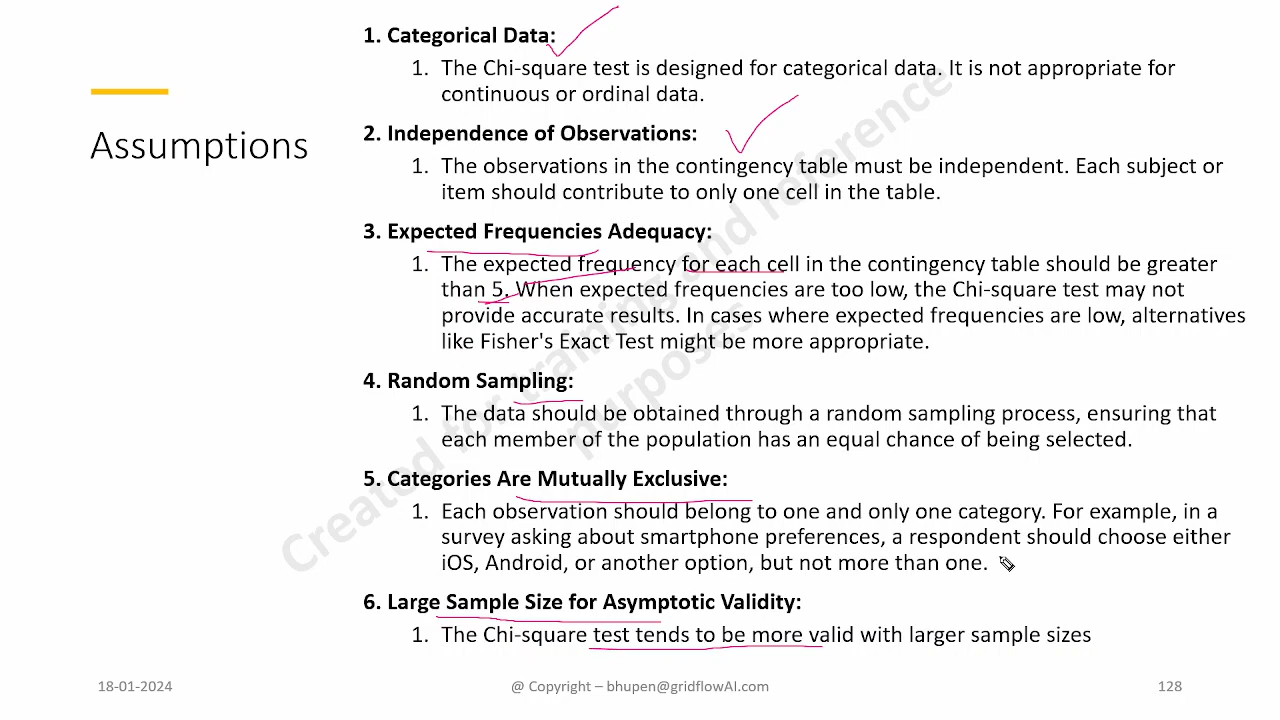 Assumptions
1. Categorical Data:
1. The Chi-square test is designed for categorical data. It is not appropriate for
continuous or ordinal data.
2. Independence of Observations:
1. The observations in the contingency table must be independent. Each subject or
item should contribute to only one cell in the table.
3. Expected Frequencies Adequacy:
1. The expected frequency for each cell in the contingency table should be greater
than 5. When expected frequencies are too low, the Chi-square test may not
provide accurate results. In cases where expected frequencies are low, alternatives
like Fisher's Exact Test might be more appropriate.
4. Random Sampling:
1. The data should be obtained through a random sampling process, ensuring that
each member of the population has an equal chance of being selected.
5. Categories Are Mutually Exclusive:
1. Each observation should belong to one and only one category. For example, in a
survey asking about smartphone preferences, a respondent should choose either
iOS, Android, or another option, but not more than one.
6. Large Sample Size for Asymptotic Validity:
1. The Chi-square test tends to be more valid with larger sample sizes
Created for training and reference
purposes
18-01-2024
@ Copyright – bhupen@gridflowAI.com
128